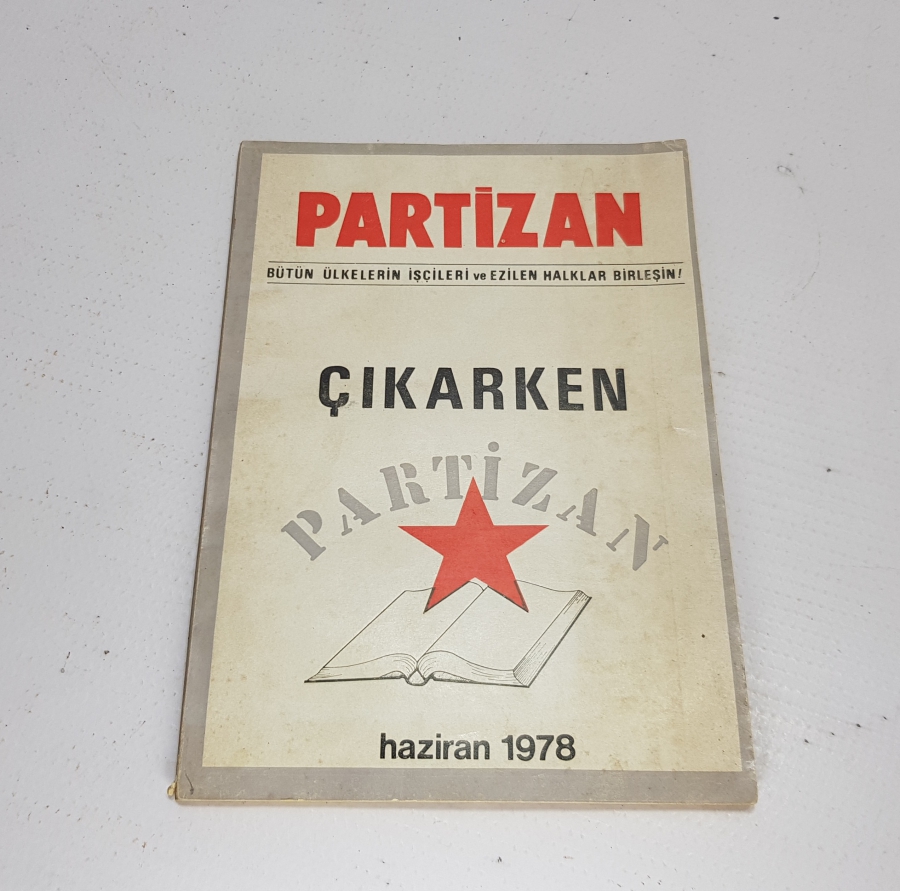 PARTİZAN
BÜTÜN ÜLKELERİN İŞÇİLERİ ve EZİLEN HALKLAR BİRLEŞİN!
ÇIKARKEN
PARTİZAN
haziran 1978